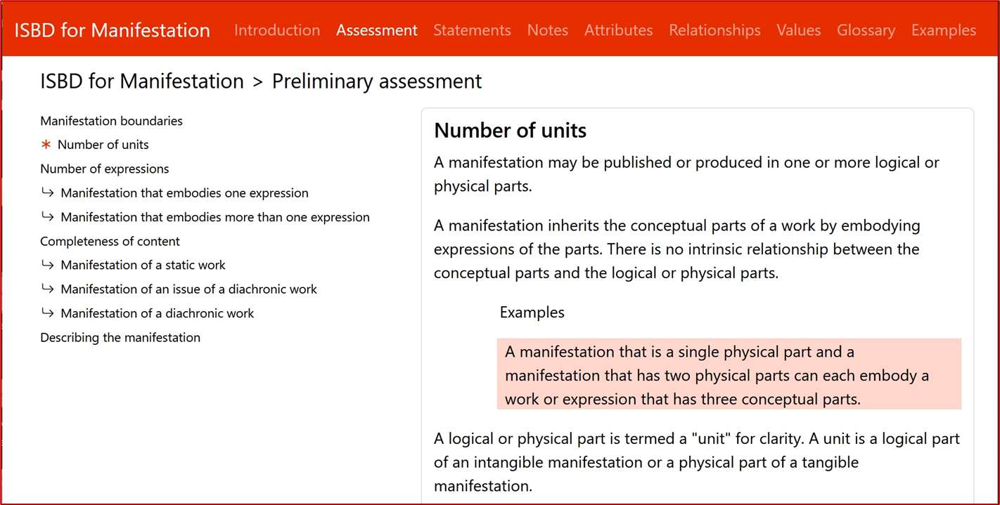 ISBD for Manifestation Introduction Assessment Statements Notes Attributes Relationships Values Glossary Examples
ISBD for Manifestation > Preliminary assessment
Manifestation boundaries
* Number of units
Number of expressions
↪ Manifestation that embodies one expression
↪ Manifestation that embodies more than one expression
Completeness of content
↪ Manifestation of a static work
↪ Manifestation of an issue of a diachronic work
↪ Manifestation of a diachronic work
Describing the manifestation
Number of units
A manifestation may be published or produced in one or more logical or
physical parts.
A manifestation inherits the conceptual parts of a work by embodying
expressions of the parts. There is no intrinsic relationship between the
conceptual parts and the logical or physical parts.
Examples
A manifestation that is a single physical part and a
manifestation that has two physical parts can each embody a
work or expression that has three conceptual parts.
A logical or physical part is termed a "unit" for clarity. A unit is a logical part
of an intangible manifestation or a physical part of a tangible
manifestation.